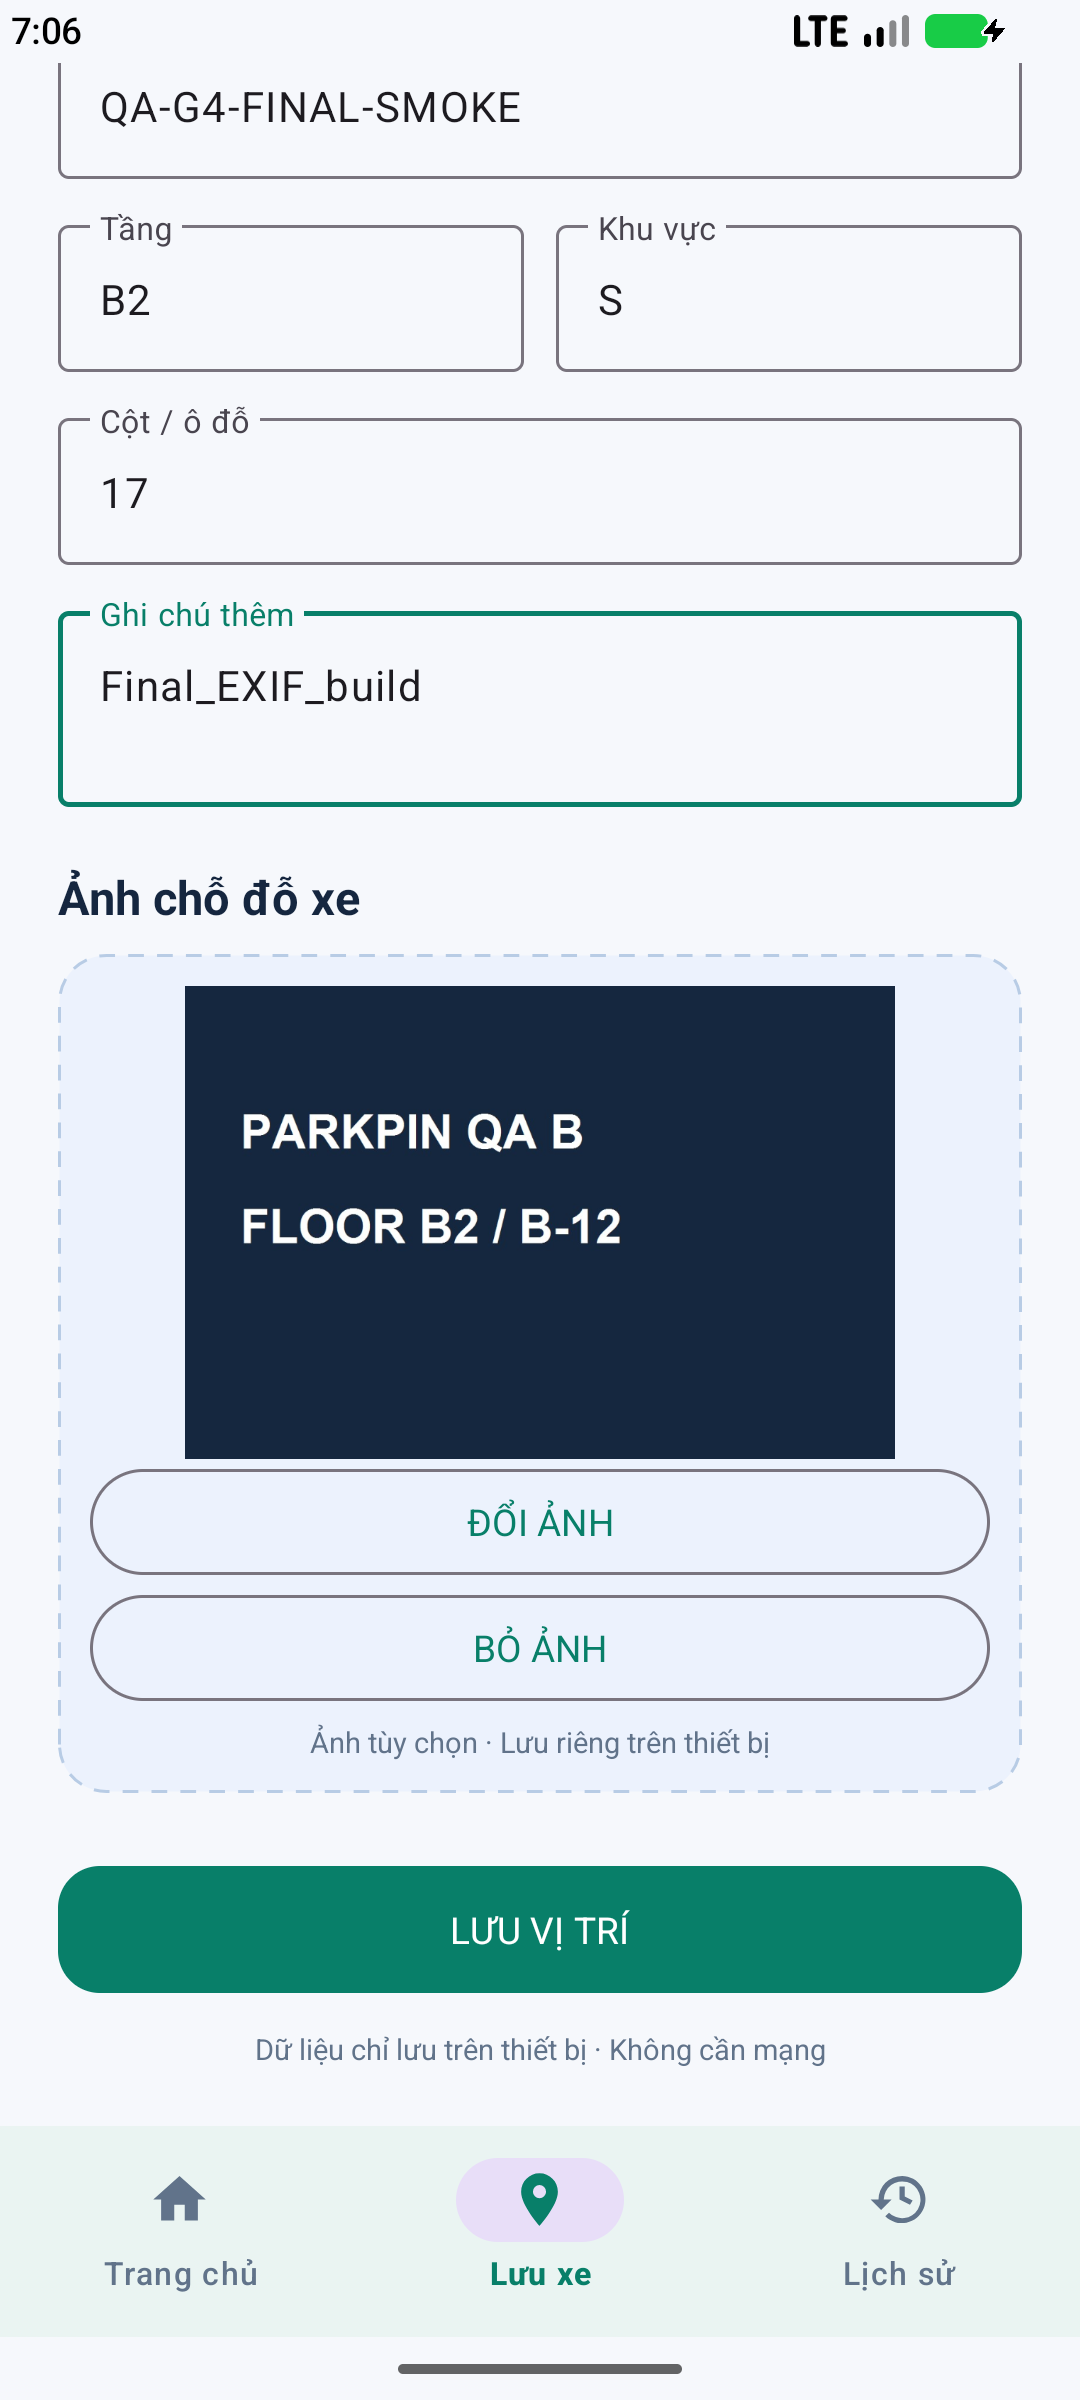 7:06
LTE
QA-G4-FINAL-SMOKE
Tầng
Khu vực
B2
S
Cột / ô đỗ
17
Ghi chú thêm
Final_EXIF_build
Ảnh chỗ đỗ xe
PARKPIN QA B
FLOOR B2 / B-12
ĐỔI ẢNH
BỎ ẢNH
Ảnh tùy chọn · Lưu riêng trên thiết bị
LƯU VỊ TRÍ
Dữ liệu chỉ lưu trên thiết bị · Không cần mạng
Trang chủ
Lưu xe
Lịch sử